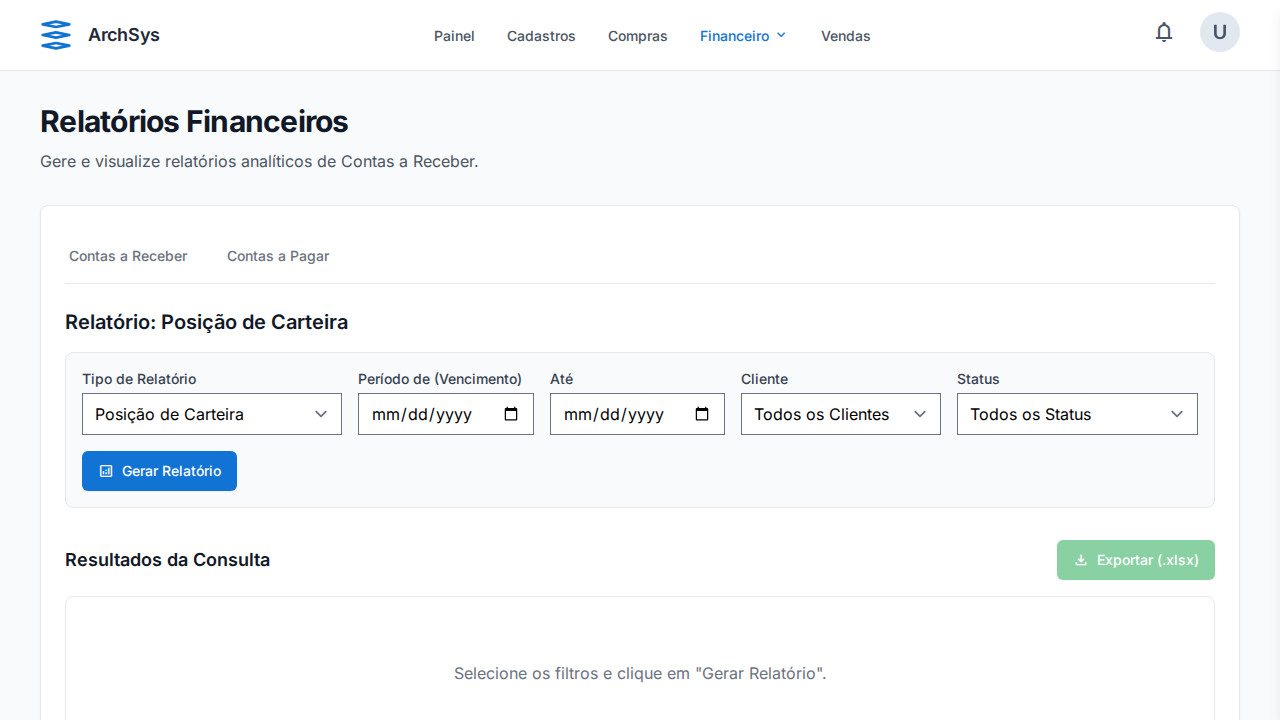 ArchSys
Painel
Cadastros
Compras
Financeiro
Vendas
U
Relatórios Financeiros
Gere e visualize relatórios analíticos de Contas a Receber.
Contas a Receber
Contas a Pagar
Relatório: Posição de Carteira
Tipo de Relatório
Posição de Carteira
Período de (Vencimento)
mm/dd/yyyy
Até
mm/dd/yyyy
Cliente
Todos os Clientes
Status
Todos os Status
Gerar Relatório
Resultados da Consulta
Exportar (.xlsx)
Selecione os filtros e clique em "Gerar Relatório".